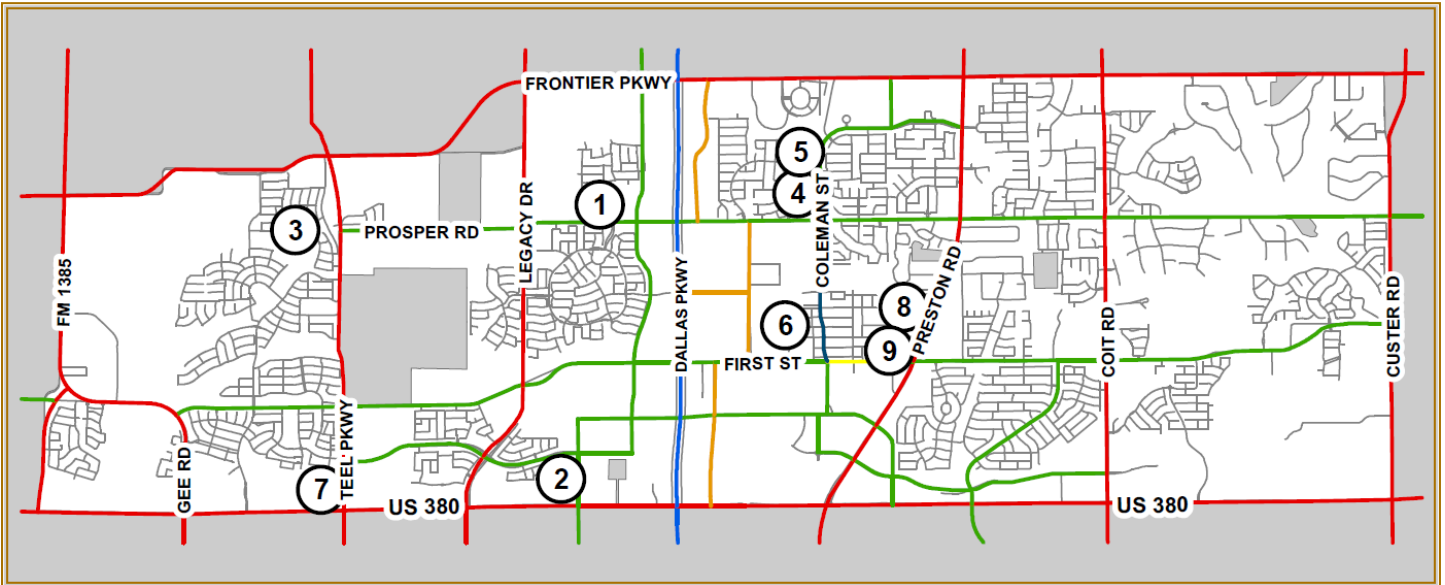 FRONTIER PKWY
5
4
1
3
PROSPER RD
LEGACY DR
COLEMAN ST
FM 1385
DALLAS PKWY
PRESTON RD
8
6
9
FIRST ST
COIT RD
CUSTER RD
TEEL PKWY
GEE RD
7
2
US 380
US 380